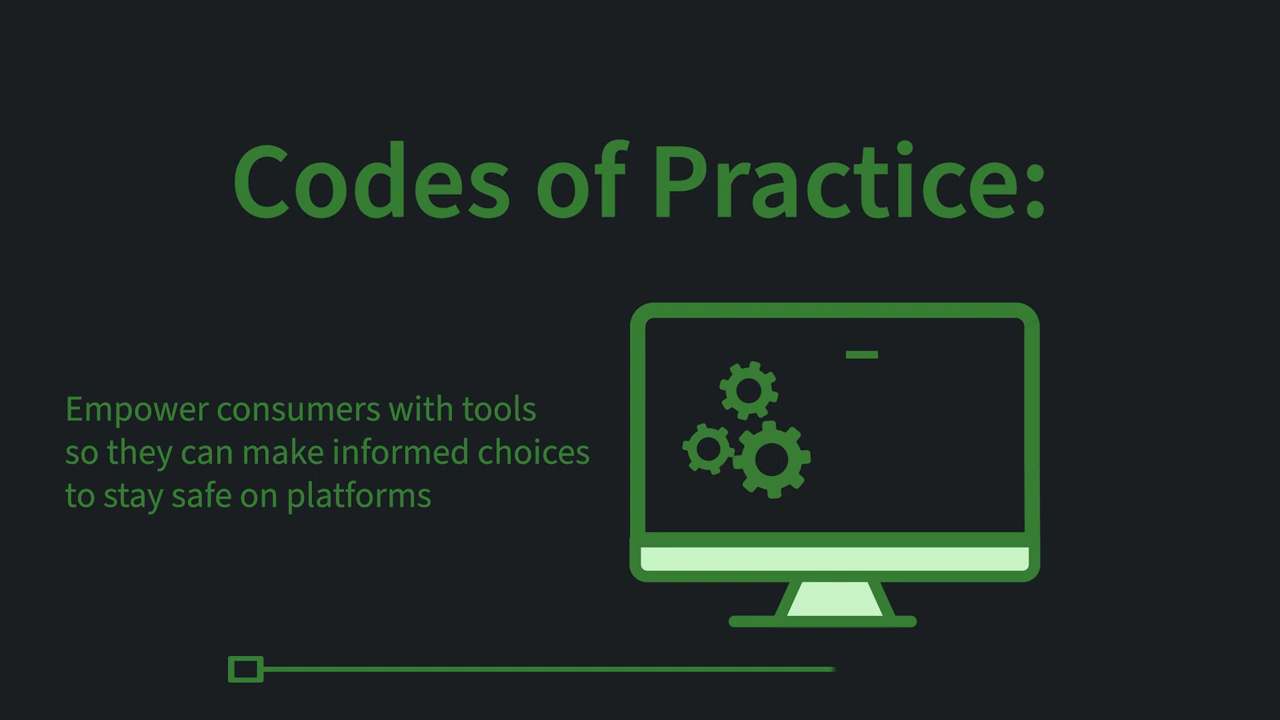 Codes of Practice:
Empower consumers with tools
so they can make informed choices
to stay safe on platforms